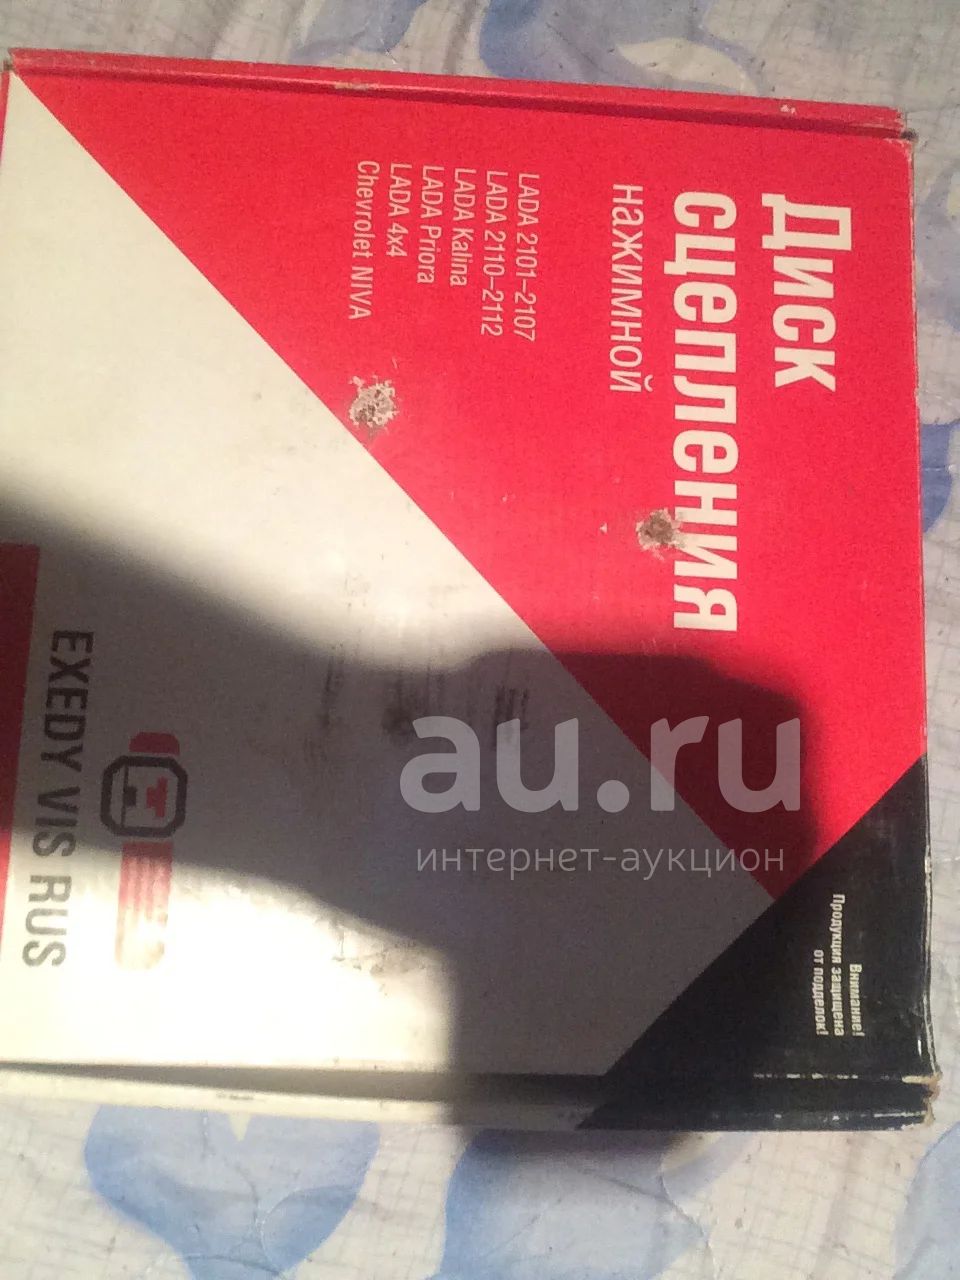 Диск
сцепления
нажимной
LADA 2101–2107
LADA 2110–2112
LADA Kalina
LADA Priora
LADA 4x4
Chevrolet NIVA
Внимание!
Продукция защищена
от подделок!
EXEDY VIS RUS
au.ru
интернет-аукцион